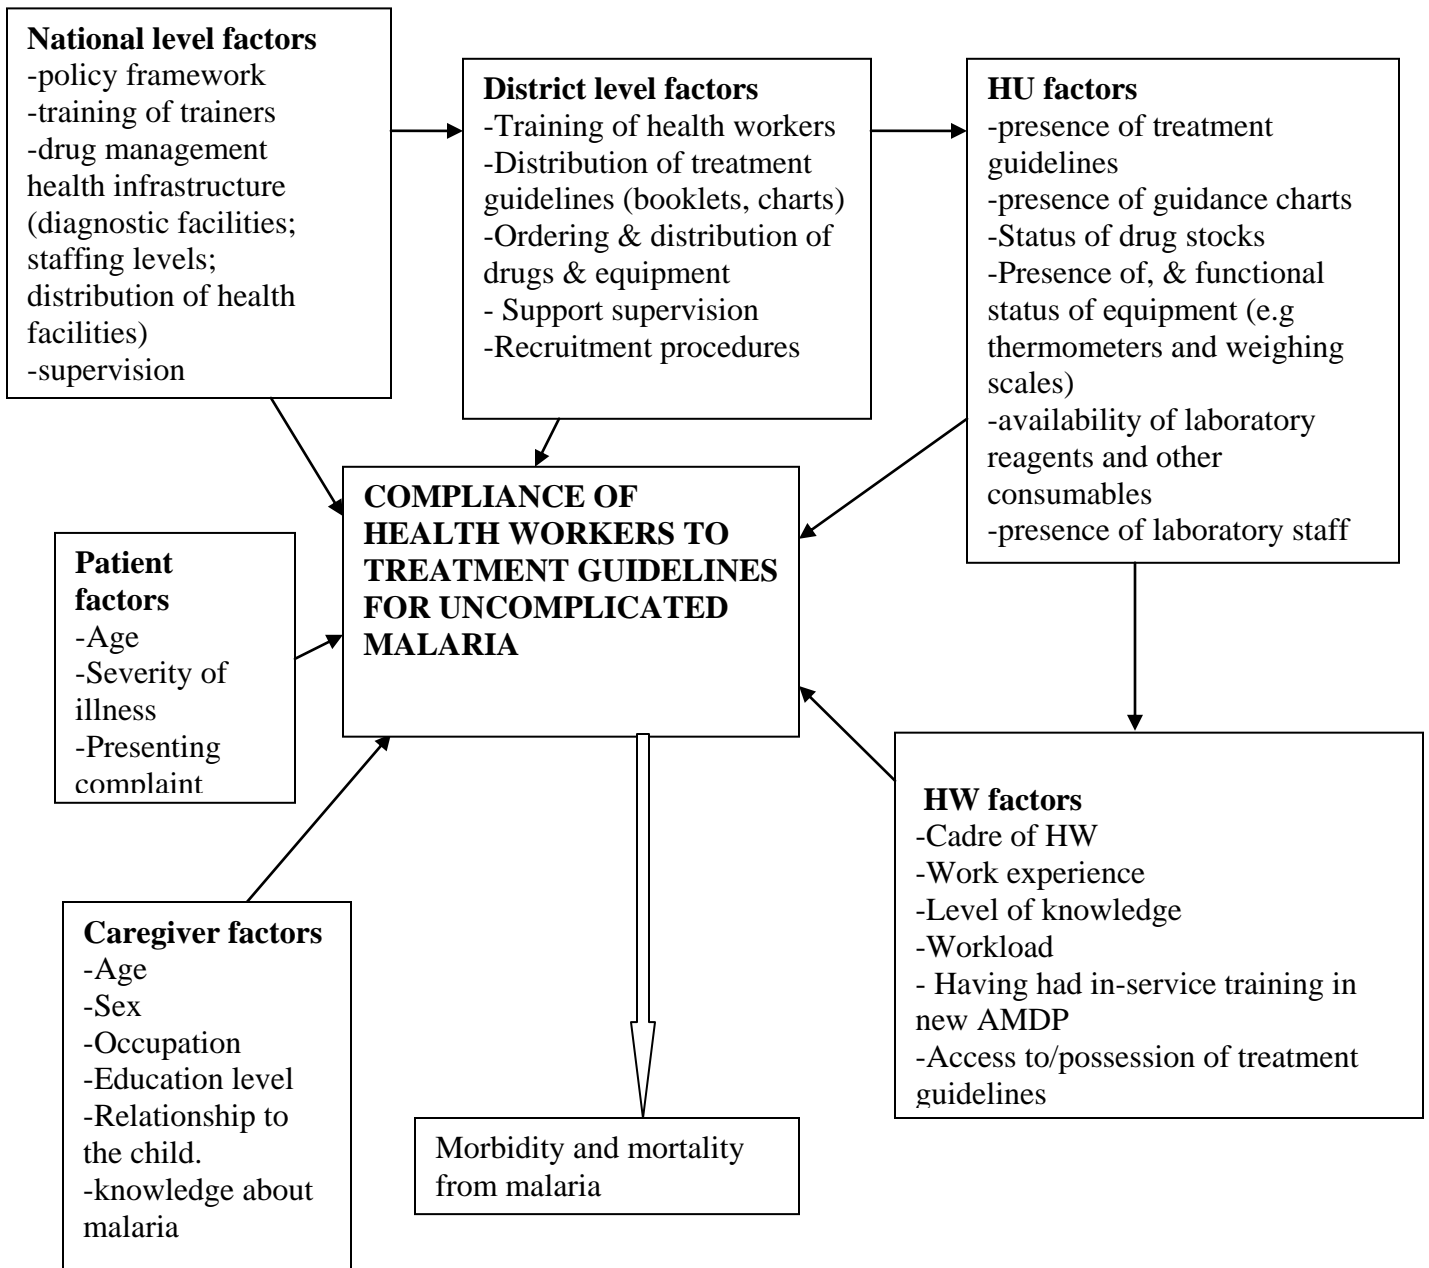 National level factors
-policy framework
-training of trainers
-drug management
health infrastructure
(diagnostic facilities;
staffing levels;
distribution of health
facilities)
-supervision
District level factors
-Training of health workers
-Distribution of treatment
guidelines (booklets, charts)
-Ordering & distribution of
drugs & equipment
- Support supervision
-Recruitment procedures
HU factors
-presence of treatment
guidelines
-presence of guidance charts
-Status of drug stocks
-Presence of, & functional
status of equipment (e.g
thermometers and weighing
scales)
-availability of laboratory
reagents and other
consumables
-presence of laboratory staff
COMPLIANCE OF
HEALTH WORKERS TO
TREATMENT GUIDELINES
FOR UNCOMPLICATED
MALARIA
Patient
factors
-Age
-Severity of
illness
-Presenting
complaint
HW factors
-Cadre of HW
-Work experience
-Level of knowledge
-Workload
- Having had in-service training in
new AMDP
-Access to/possession of treatment
guidelines
Caregiver factors
-Age
-Sex
-Occupation
-Education level
-Relationship to
the child.
-knowledge about
malaria
Morbidity and mortality
from malaria